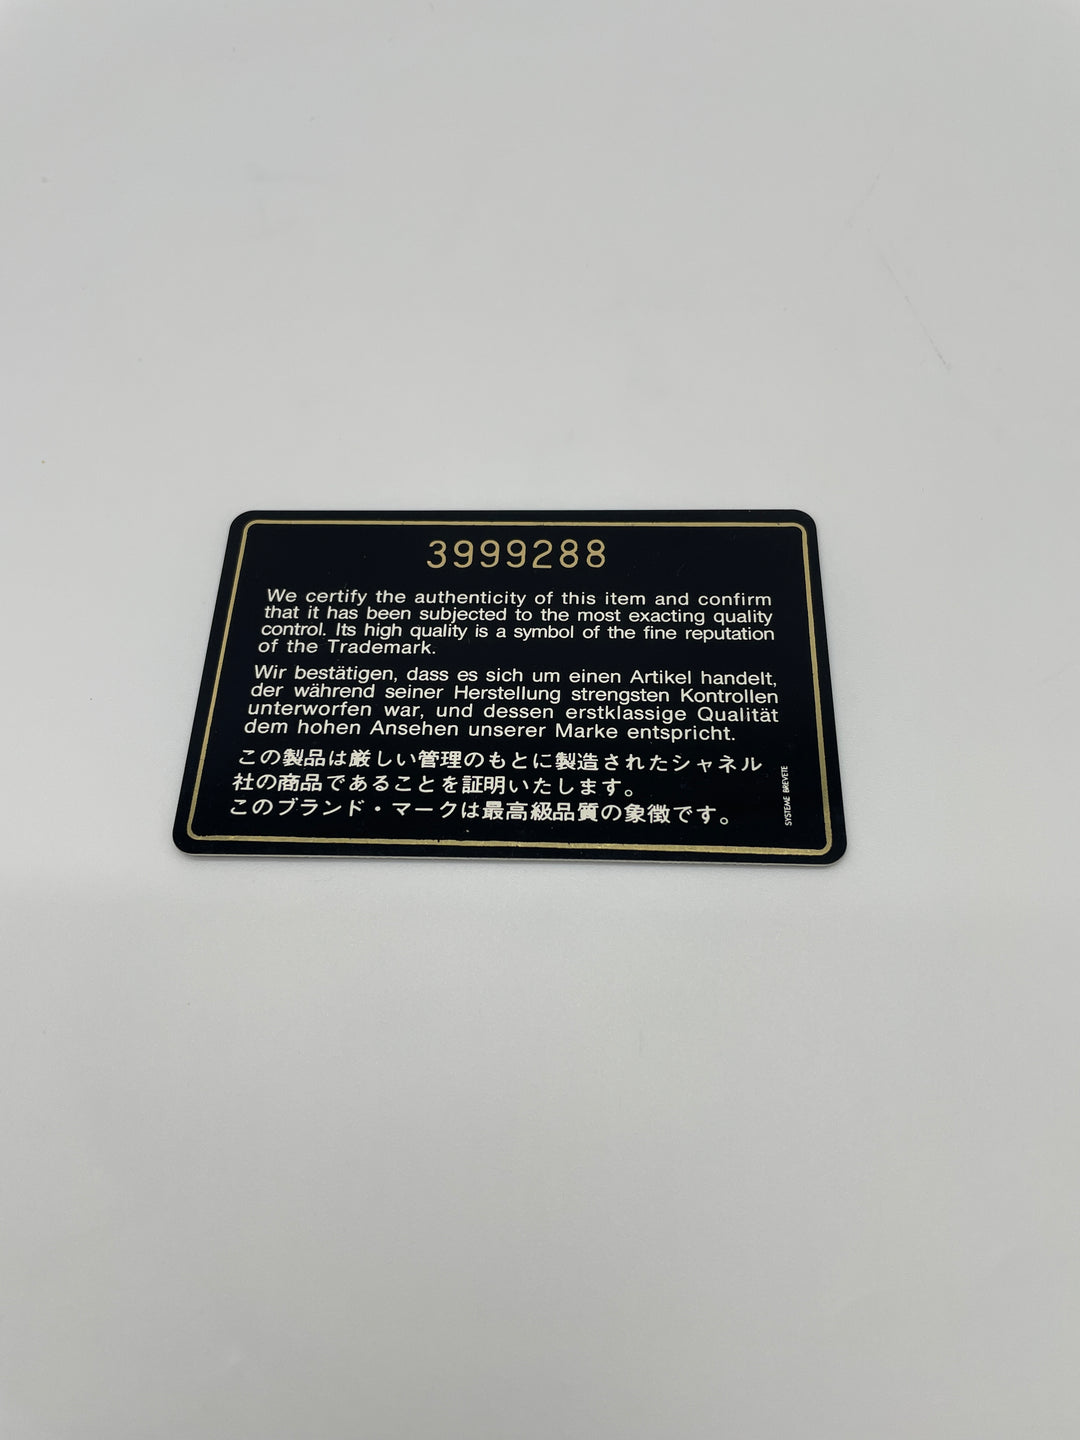 3999288
We certify the authenticity of this item and confirm
that it has been subjected to the most exacting quality
control. Its high quality is a symbol of the fine reputation
of the Trademark.
Wir bestätigen, dass es sich um einen Artikel handelt,
der während seiner Herstellung strengsten Kontrollen
unterworfen war, und dessen erstklassige Qualität
dem hohen Ansehen unserer Marke entspricht.
この製品は厳しい管理のもとに製造されたシャネル
社の商品であることを証明いたします。
このブランド・マークは最高級品質の象徴です。
SYSTEME BREVETE